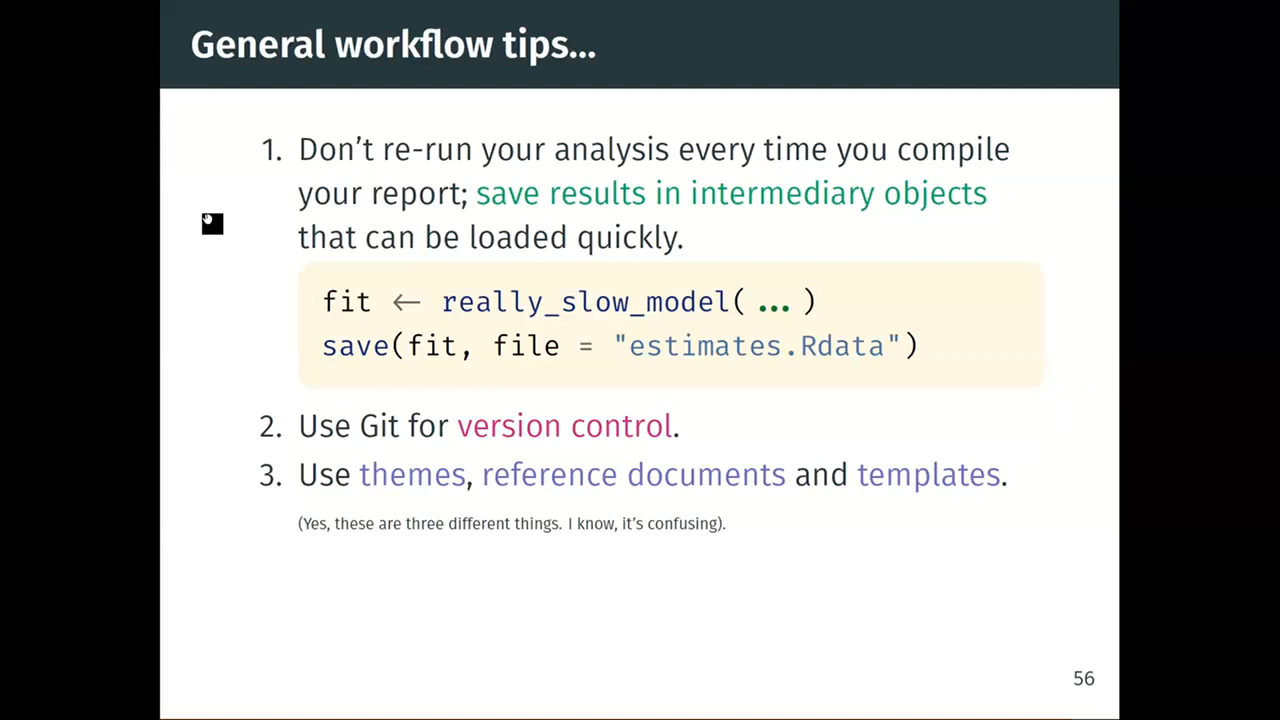 General workflow tips...
1. Don't re-run your analysis every time you compile
your report; save results in intermediary objects
that can be loaded quickly.
fit ← really_slow_model( ... )
save(fit, file = "estimates.Rdata")
2. Use Git for version control.
3. Use themes, reference documents and templates.
(Yes, these are three different things. I know, it's confusing).
56